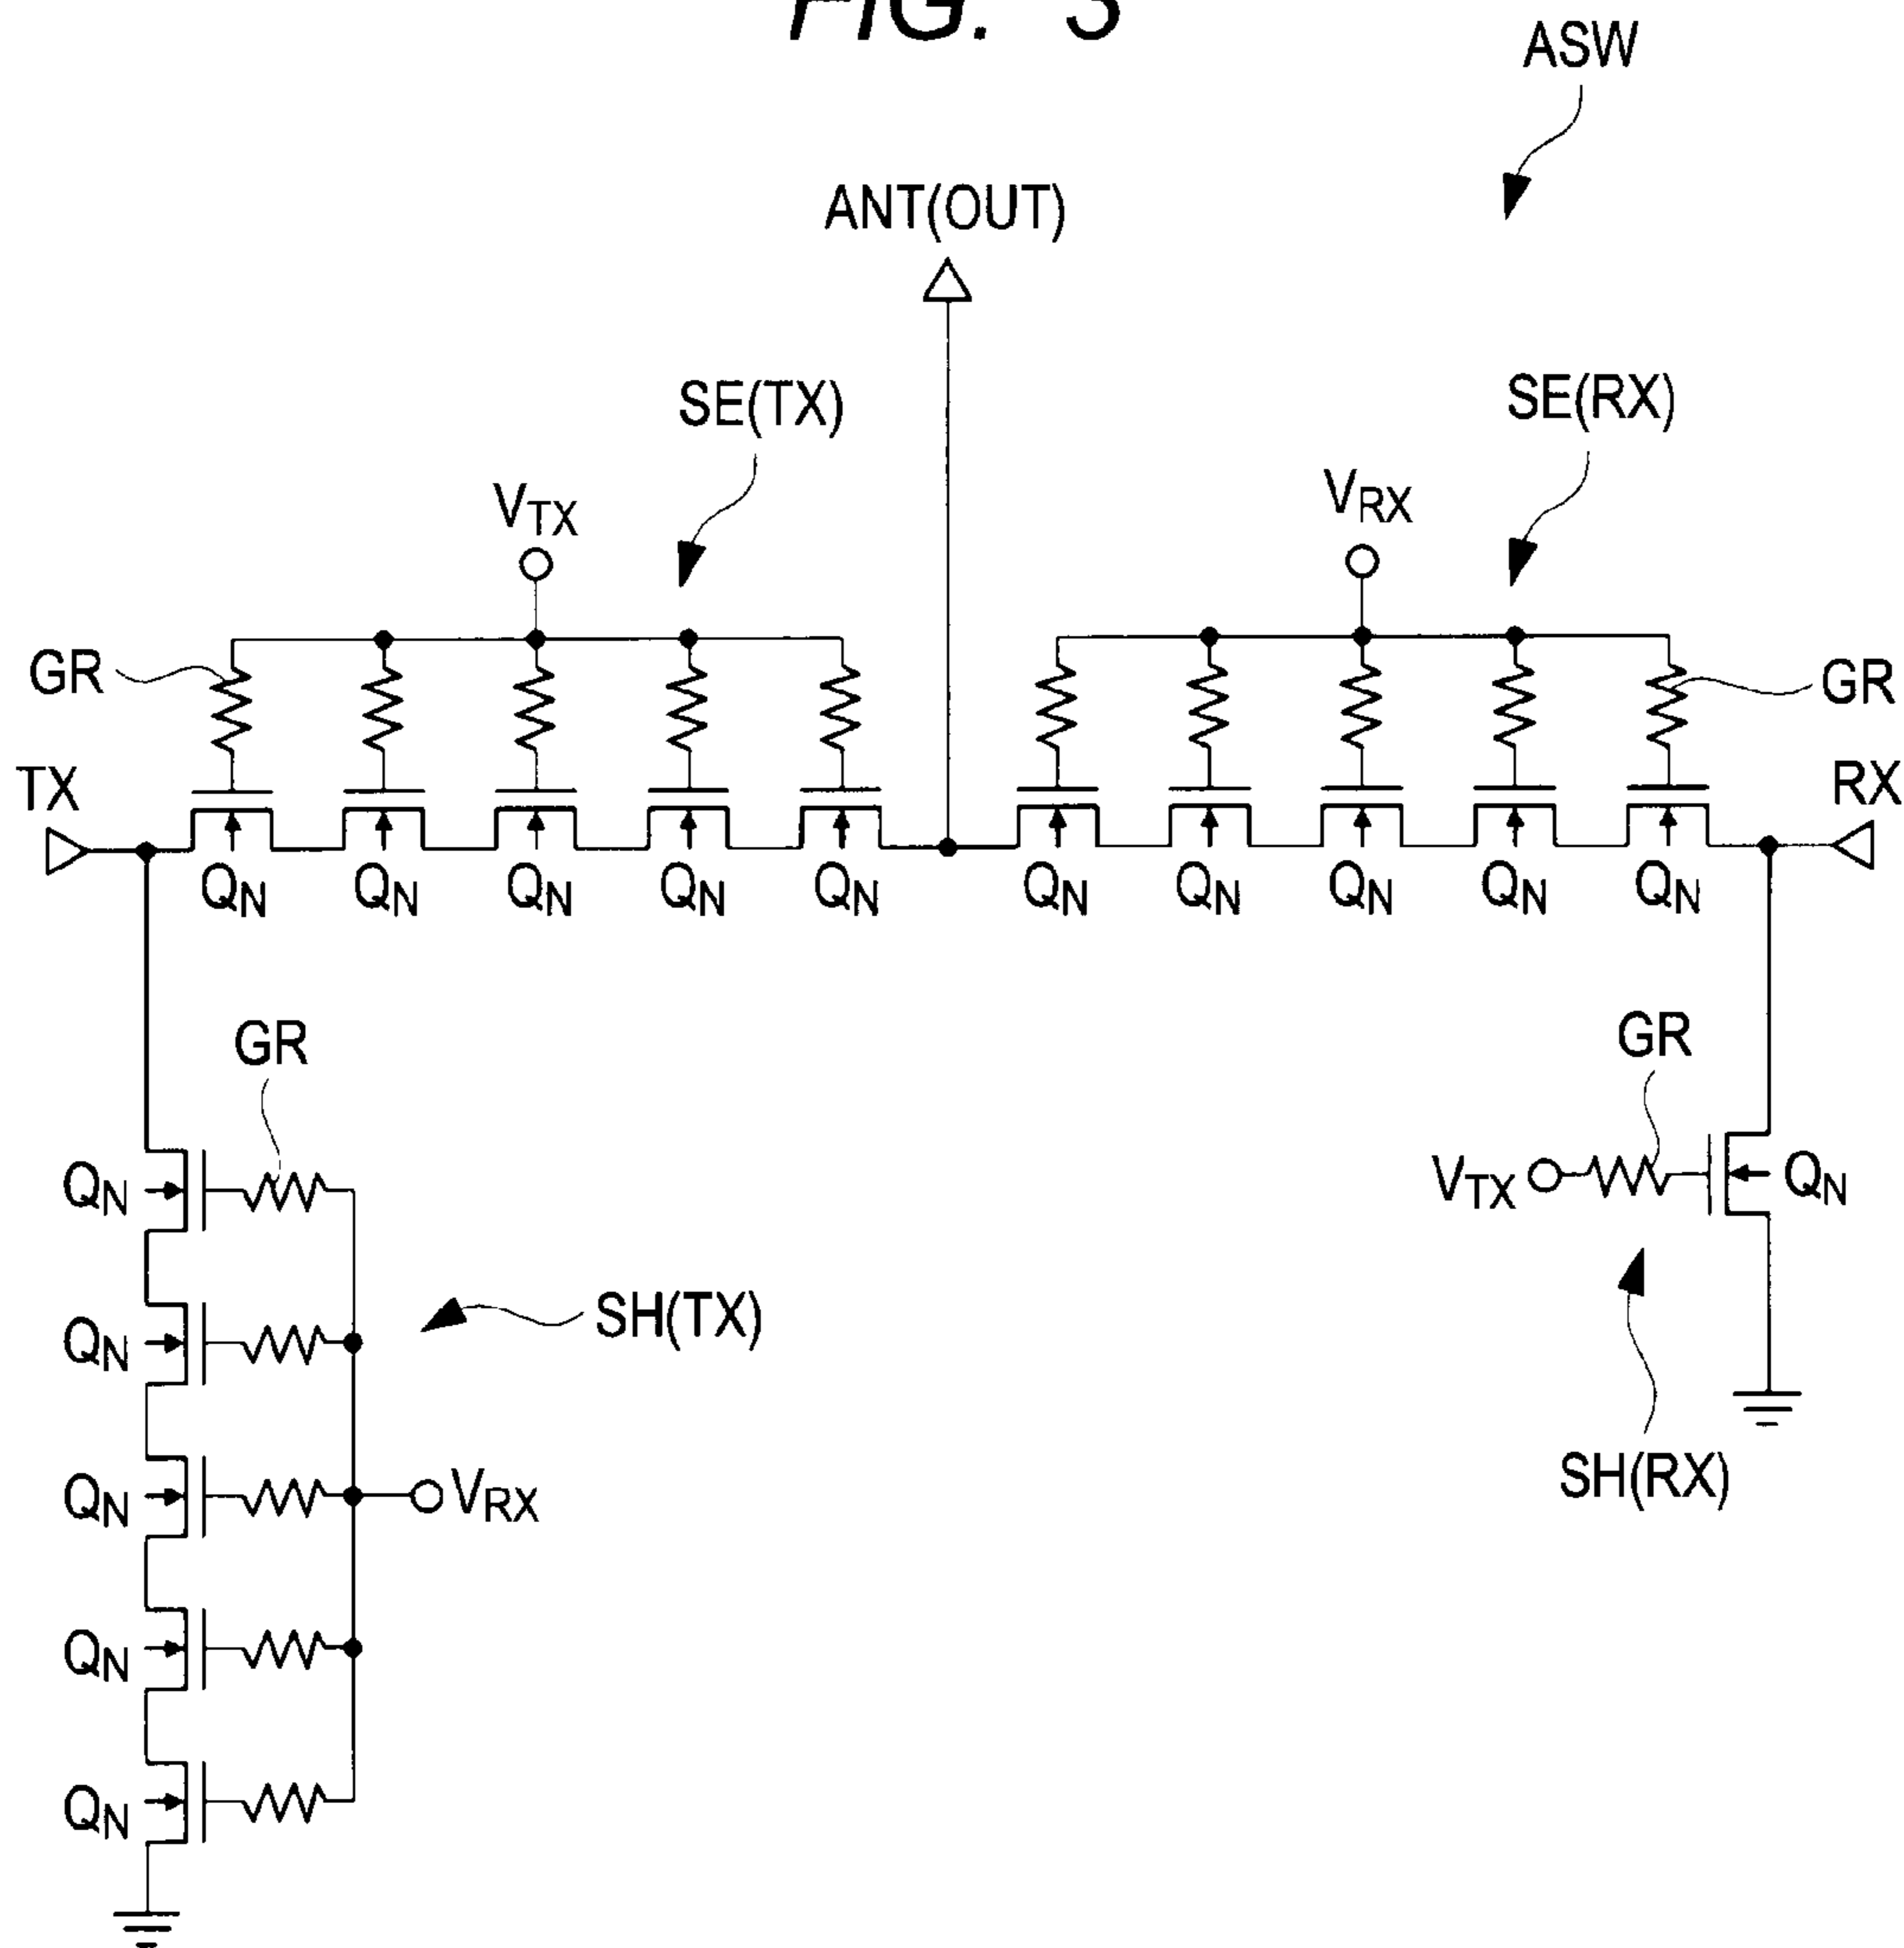 FIG. 3
ASW
ANT(OUT)
SE(TX)
SE(RX)
VTX
VRX
GR
GR
TX
RX
QN QN QN QN QN QN QN QN QN QN
GR
GR
QN
VTX
QN
QN
SH(TX)
QN
VRX
SH(RX)
QN
QN